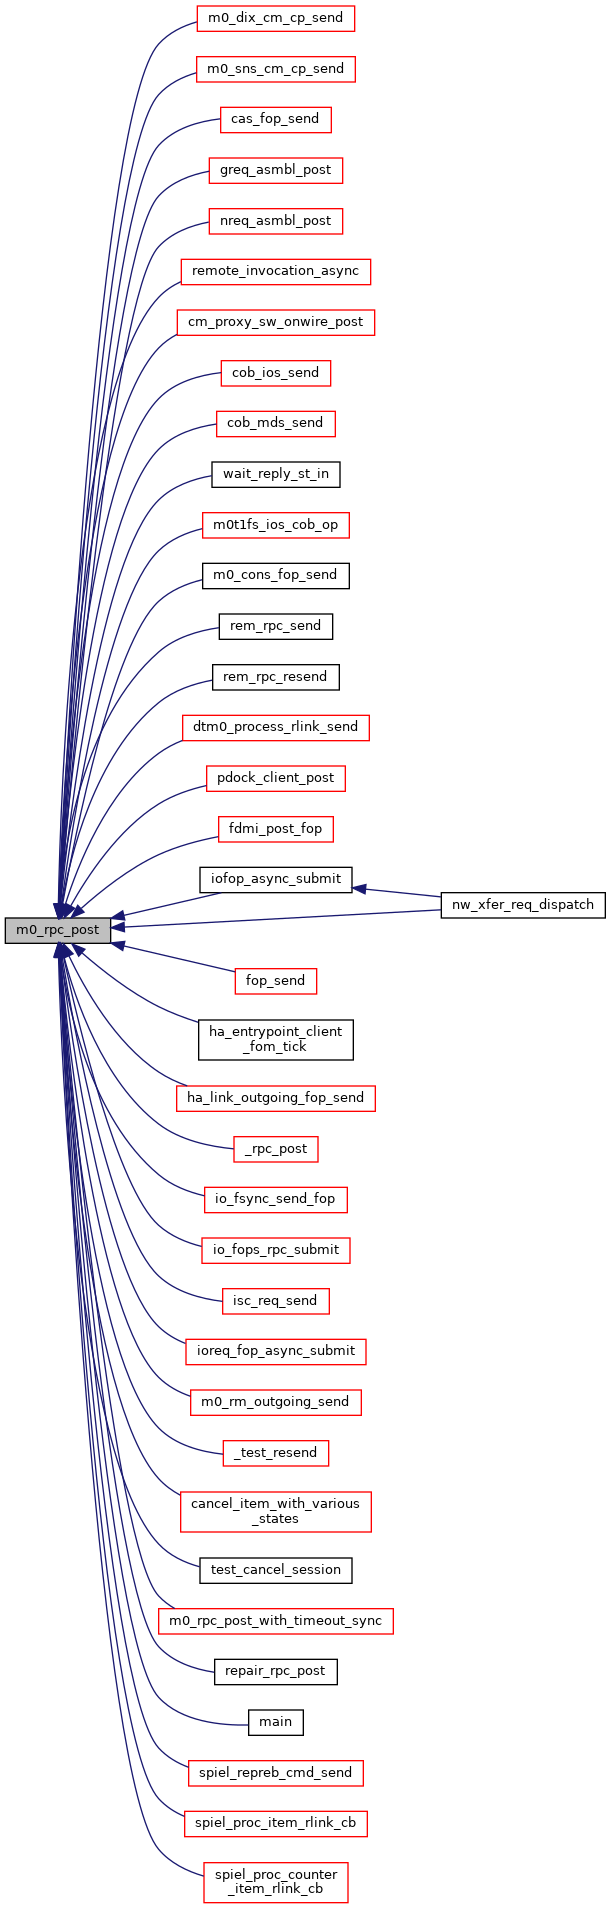 m0_dix_cm_cp_send
m0_sns_cm_cp_send
cas_fop_send
greq_asmbl_post
nreq_asmbl_post
remote_invocation_async
cm_proxy_sw_onwire_post
cob_ios_send
cob_mds_send
wait_reply_st_in
m0t1fs_ios_cob_op
m0_cons_fop_send
rem_rpc_send
rem_rpc_resend
dtm0_process_rlink_send
pdock_client_post
fdmi_post_fop
iofop_async_submit
nw_xfer_req_dispatch
m0_rpc_post
fop_send
ha_entrypoint_client
_fom_tick
ha_link_outgoing_fop_send
_rpc_post
io_fsync_send_fop
io_fops_rpc_submit
isc_req_send
ioreq_fop_async_submit
m0_rm_outgoing_send
_test_resend
cancel_item_with_various
_states
test_cancel_session
m0_rpc_post_with_timeout_sync
repair_rpc_post
main
spiel_repreb_cmd_send
spiel_proc_item_rlink_cb
spiel_proc_counter
_item_rlink_cb